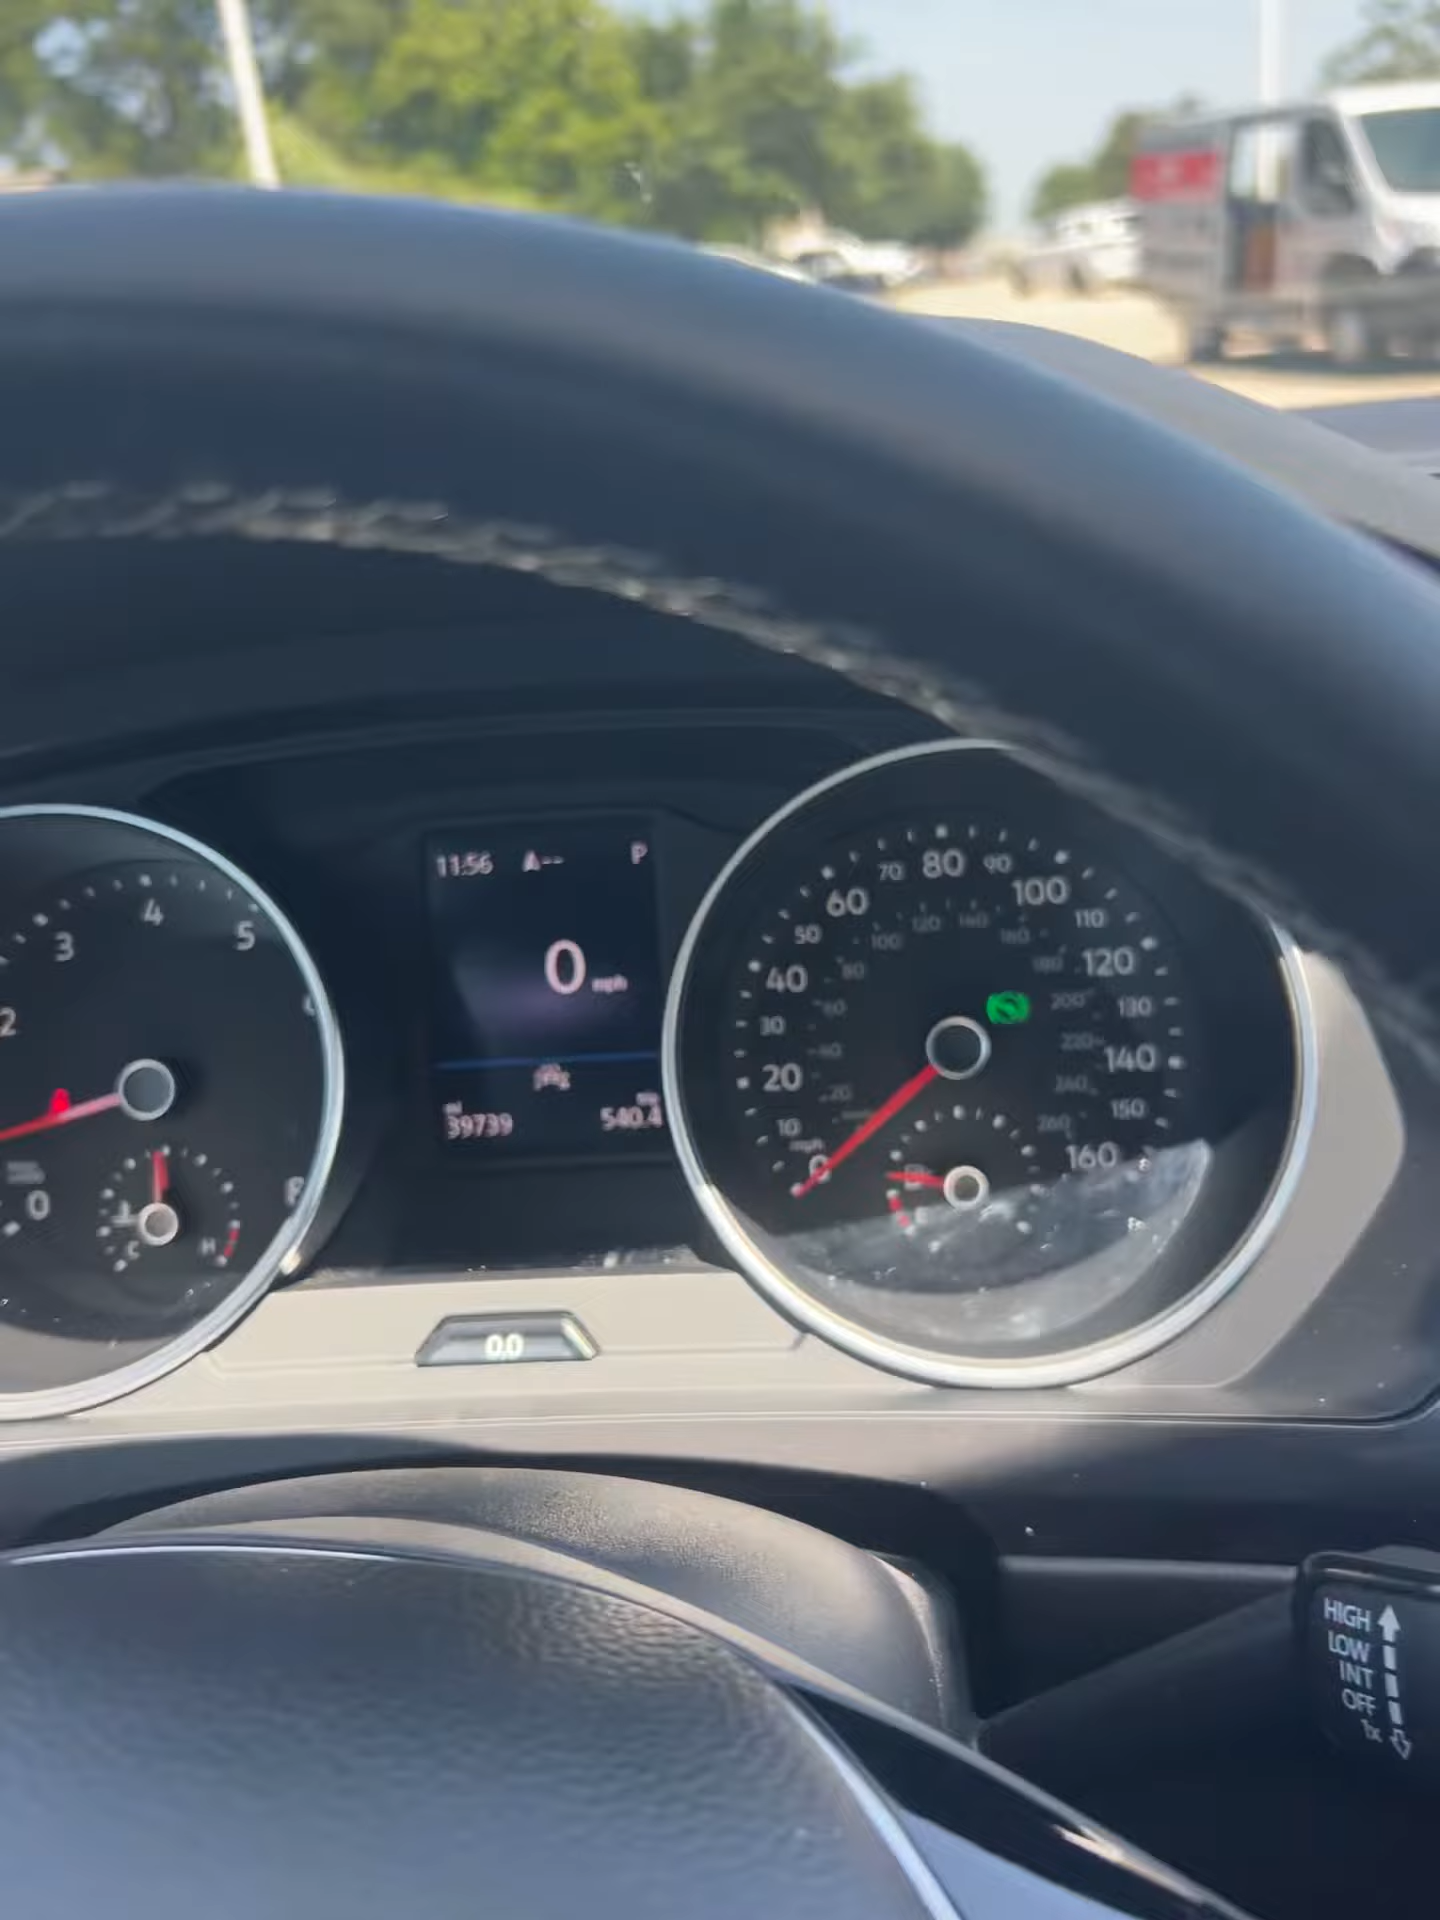 11:56 A-- P
0 mph
mi
39739 540.4
2 3 4 5
0
C H
0 10 20 30 40 50 60 70 80 90 100 110 120 130 140 150 160
mph
20 40 60 80 100 120 140 160 180 200 220 240 260
0.0
HIGH
LOW
INT
OFF
1x